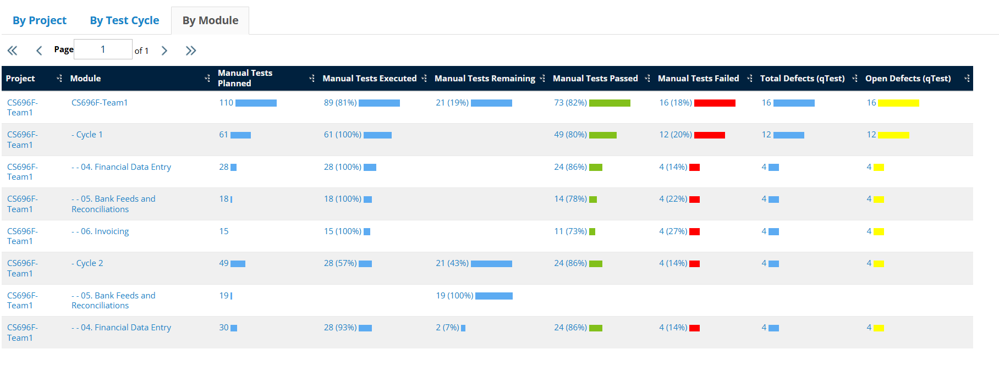 By Project By Test Cycle By Module
Page 1 of 1
Project Module Manual Tests Planned Manual Tests Executed Manual Tests Remaining Manual Tests Passed Manual Tests Failed Total Defects (qTest) Open Defects (qTest)
CS696F-Team1 CS696F-Team1 110 89 (81%) 21 (19%) 73 (82%) 16 (18%) 16 16
CS696F-Team1 - Cycle 1 61 61 (100%) 49 (80%) 12 (20%) 12 12
CS696F-Team1 - - 04. Financial Data Entry 28 28 (100%) 24 (86%) 4 (14%) 4 4
CS696F-Team1 - - 05. Bank Feeds and Reconciliations 18 18 (100%) 14 (78%) 4 (22%) 4 4
CS696F-Team1 - - 06. Invoicing 15 15 (100%) 11 (73%) 4 (27%) 4 4
CS696F-Team1 - Cycle 2 49 28 (57%) 21 (43%) 24 (86%) 4 (14%) 4 4
CS696F-Team1 - - 05. Bank Feeds and Reconciliations 19 19 (100%)
CS696F-Team1 - - 04. Financial Data Entry 30 28 (93%) 2 (7%) 24 (86%) 4 (14%) 4 4